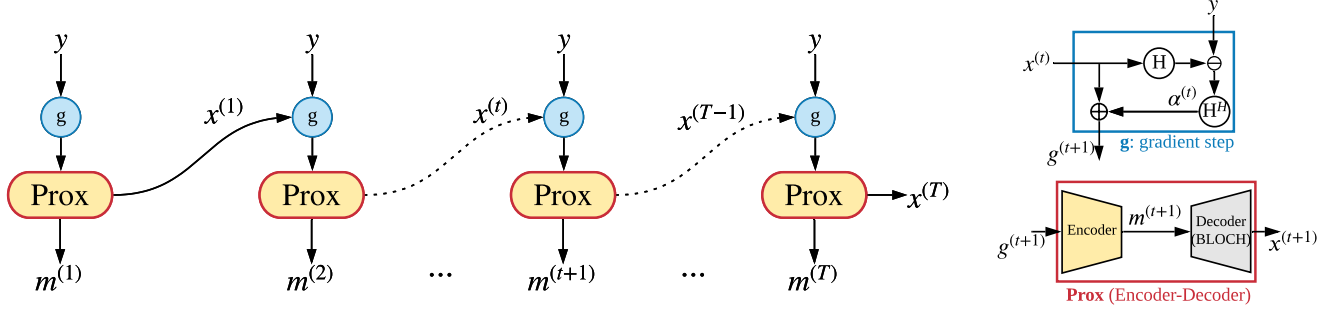 y y y y
g g g g
x^{(1)} x^{(t)} x^{(T−1)}
Prox Prox Prox Prox x^{(T)}
m^{(1)} m^{(2)} ... m^{(t+1)} ... m^{(T)}
y
x^{(t)} H ⊖
α^{(t)} H^H
⊕
g^{(t+1)}
g: gradient step
g^{(t+1)} Encoder m^{(t+1)} Decoder
(BLOCH) x^{(t+1)}
Prox (Encoder-Decoder)